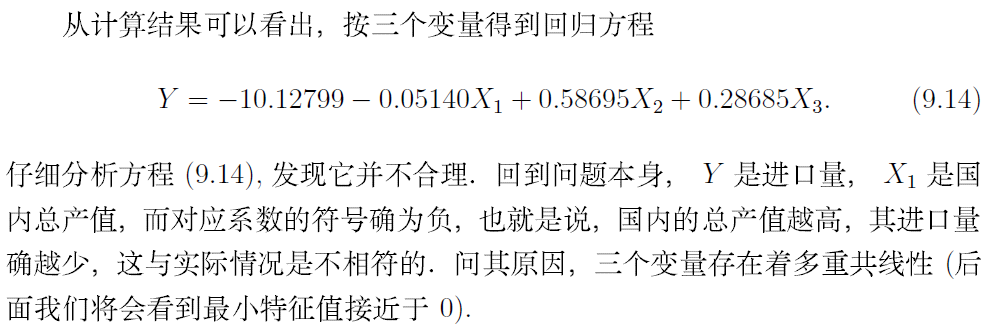 从计算结果可以看出，按三个变量得到回归方程
Y = −10.12799 − 0.05140X₁ + 0.58695X₂ + 0.28685X₃. (9.14)
仔细分析方程 (9.14), 发现它并不合理．回到问题本身， Y 是进口量， X₁ 是国
内总产值，而对应系数的符号确为负，也就是说，国内的总产值越高，其进口量
确越少，这与实际情况是不相符的．问其原因，三个变量存在着多重共线性 (后
面我们将会看到最小特征值接近于 0).